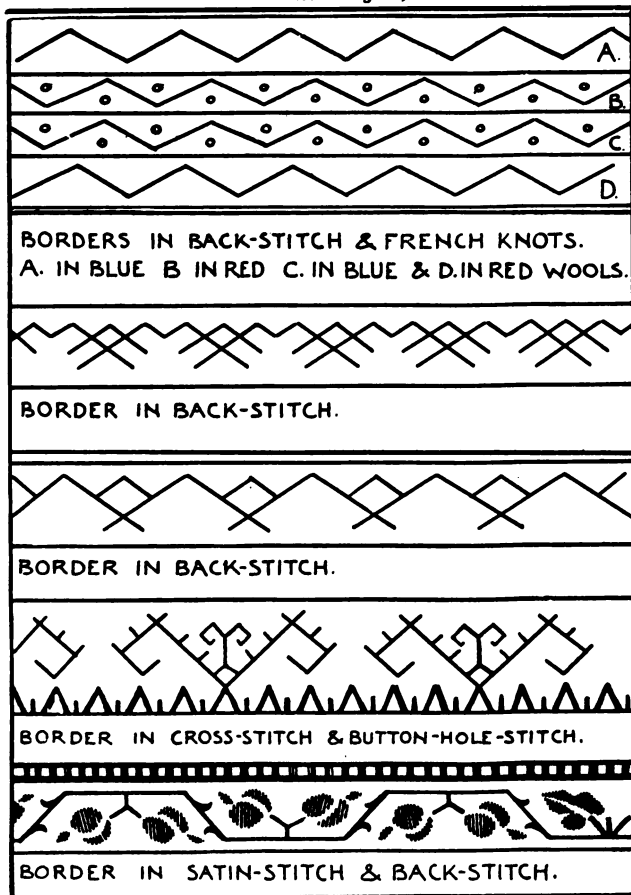 A.
B.
C.
D.
BORDERS IN BACK-STITCH & FRENCH KNOTS.
A. IN BLUE B IN RED C. IN BLUE & D. IN RED WOOLS.
BORDER IN BACK-STITCH.
BORDER IN BACK-STITCH.
BORDER IN CROSS-STITCH & BUTTON-HOLE-STITCH.
BORDER IN SATIN-STITCH & BACK-STITCH.